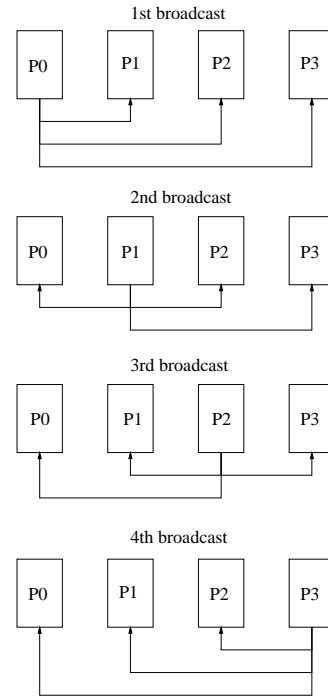 1st broadcast
P0 P1 P2 P3
2nd broadcast
P0 P1 P2 P3
3rd broadcast
P0 P1 P2 P3
4th broadcast
P0 P1 P2 P3